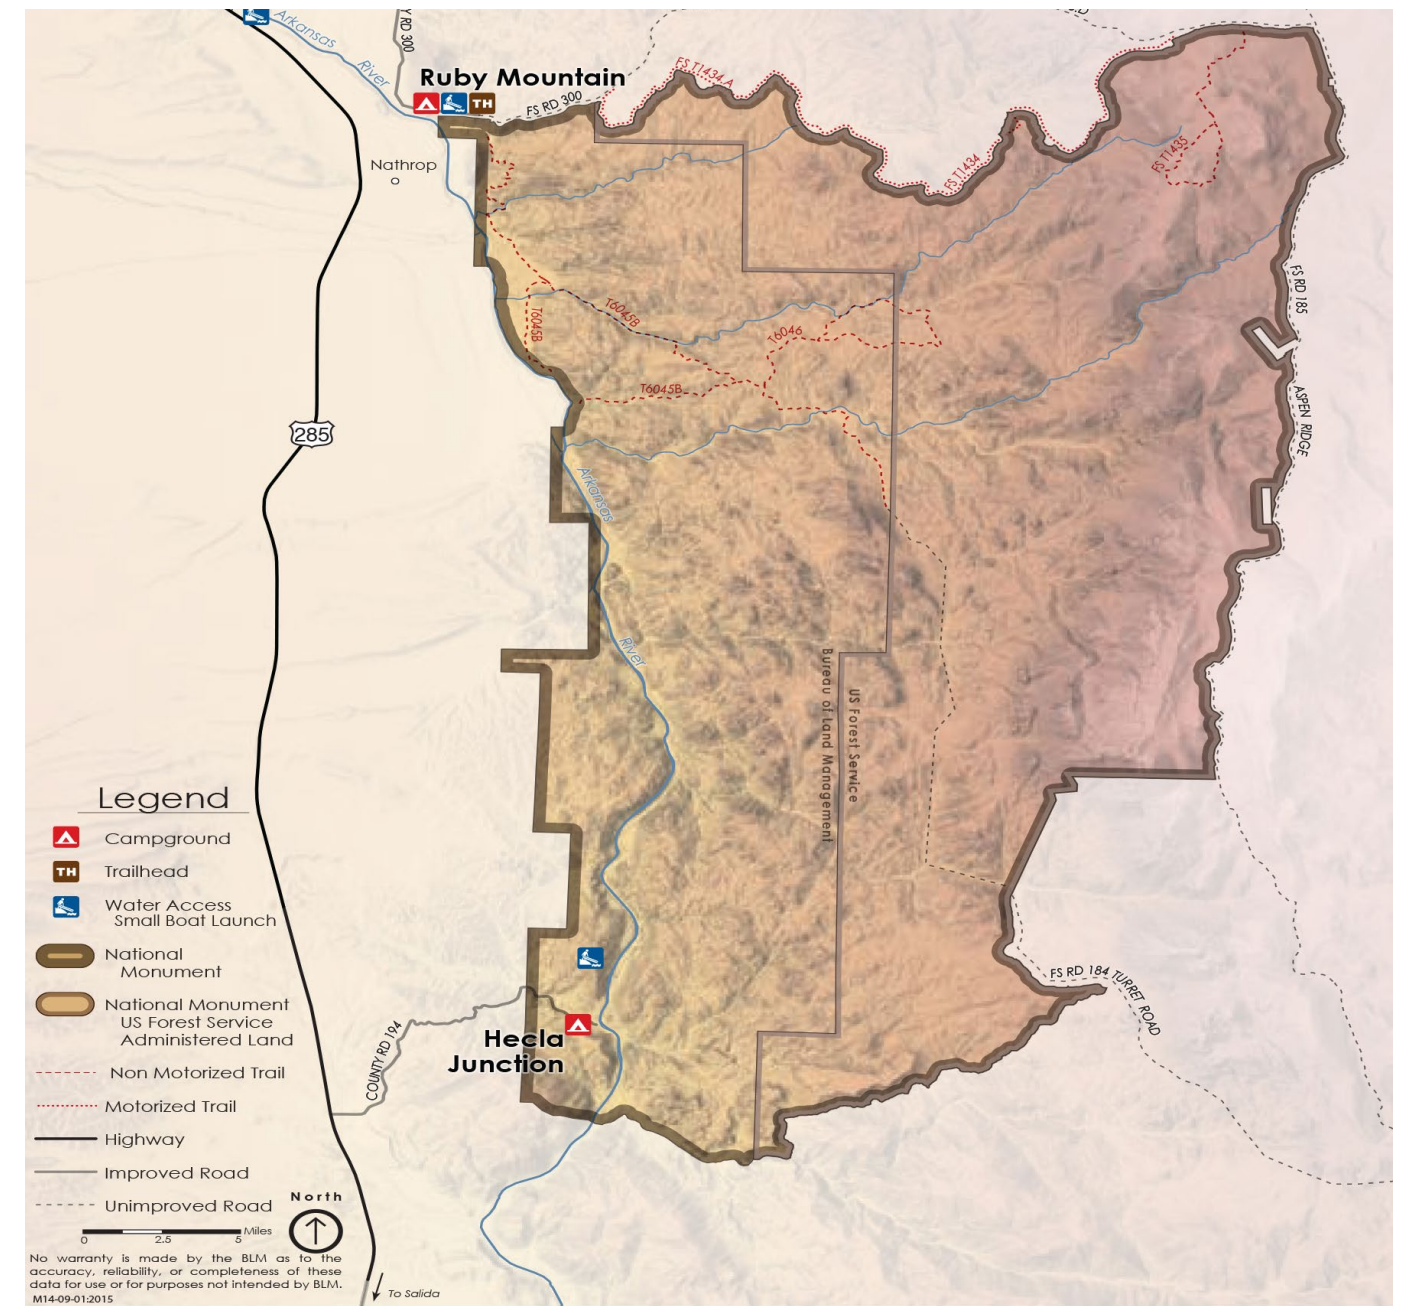 Arkansas
River
Y RD 300
Ruby Mountain
TH
FS RD 300
FS T1434 A
FS T1434
FS T1435
Nathrop
T6045B
T6045B
T6046
T6045B
FS RD 185
ASPEN RIDGE
285
Arkansas
River
Bureau of Land Management
US Forest Service
FS RD 184 TURRET ROAD
COUNTY RD 194
Hecla
Junction
Legend
Campground
TH Trailhead
Water Access
Small Boat Launch
National
Monument
National Monument
US Forest Service
Administered Land
Non Motorized Trail
Motorized Trail
Highway
Improved Road
Unimproved Road
North
Miles
0 2.5 5
No warranty is made by the BLM as to the
accuracy, reliability, or completeness of these
data for use or for purposes not intended by BLM.
M14-09-01:2015
To Salida